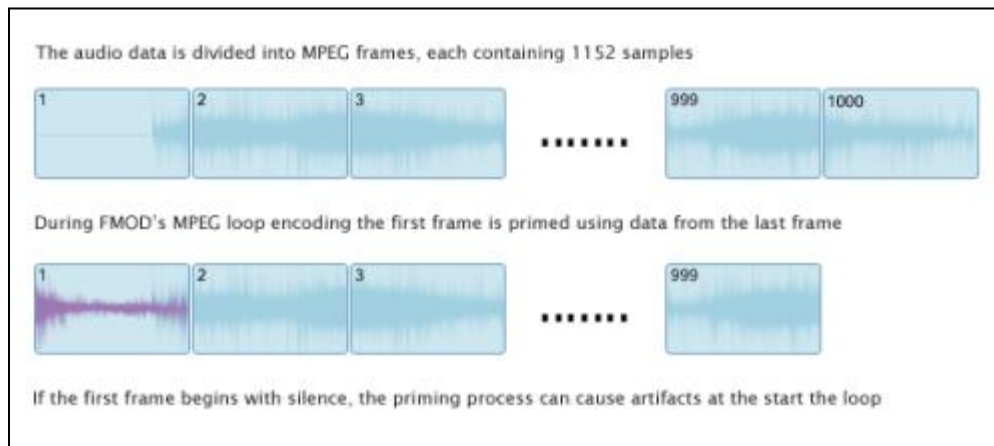 The audio data is divided into MPEG frames, each containing 1152 samples
1 2 3 999 1000
.......
During FMOD's MPEG loop encoding the first frame is primed using data from the last frame
1 2 3 999
.......
If the first frame begins with silence, the priming process can cause artifacts at the start the loop